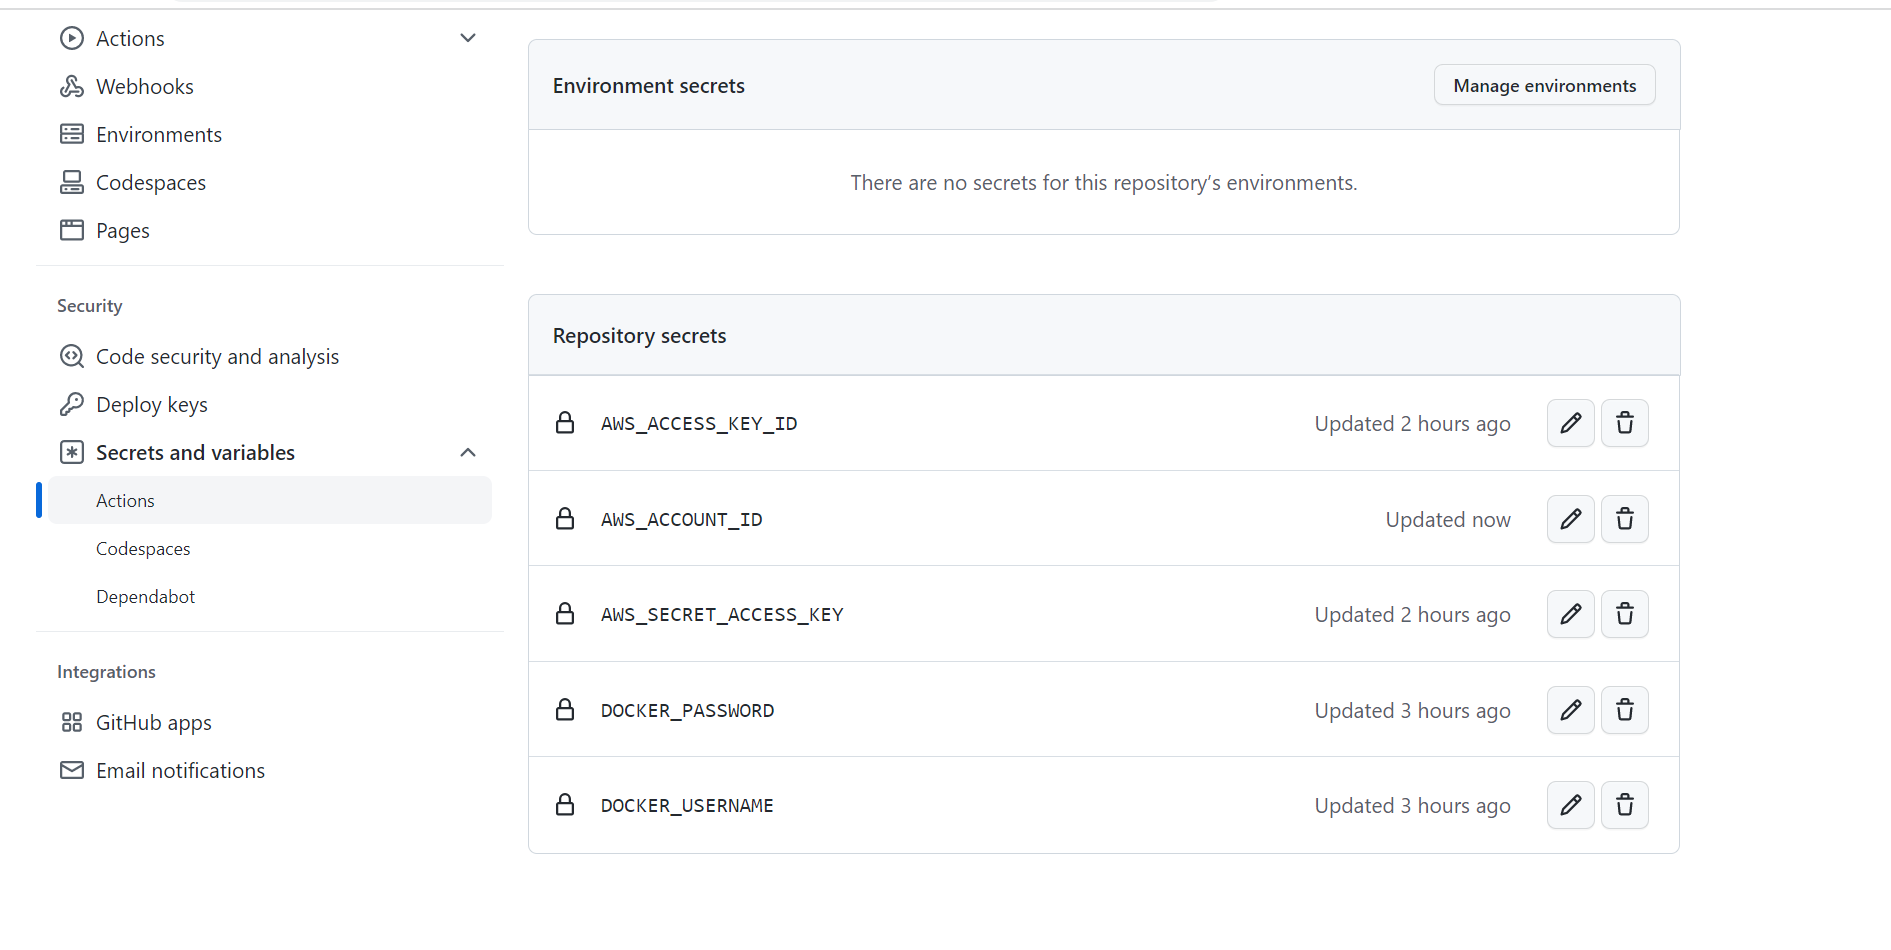 Actions
Webhooks
Environments
Codespaces
Pages
Security
Code security and analysis
Deploy keys
Secrets and variables
Actions
Codespaces
Dependabot
Integrations
GitHub apps
Email notifications
Environment secrets
Manage environments
There are no secrets for this repository’s environments.
Repository secrets
AWS_ACCESS_KEY_ID Updated 2 hours ago
AWS_ACCOUNT_ID Updated now
AWS_SECRET_ACCESS_KEY Updated 2 hours ago
DOCKER_PASSWORD Updated 3 hours ago
DOCKER_USERNAME Updated 3 hours ago